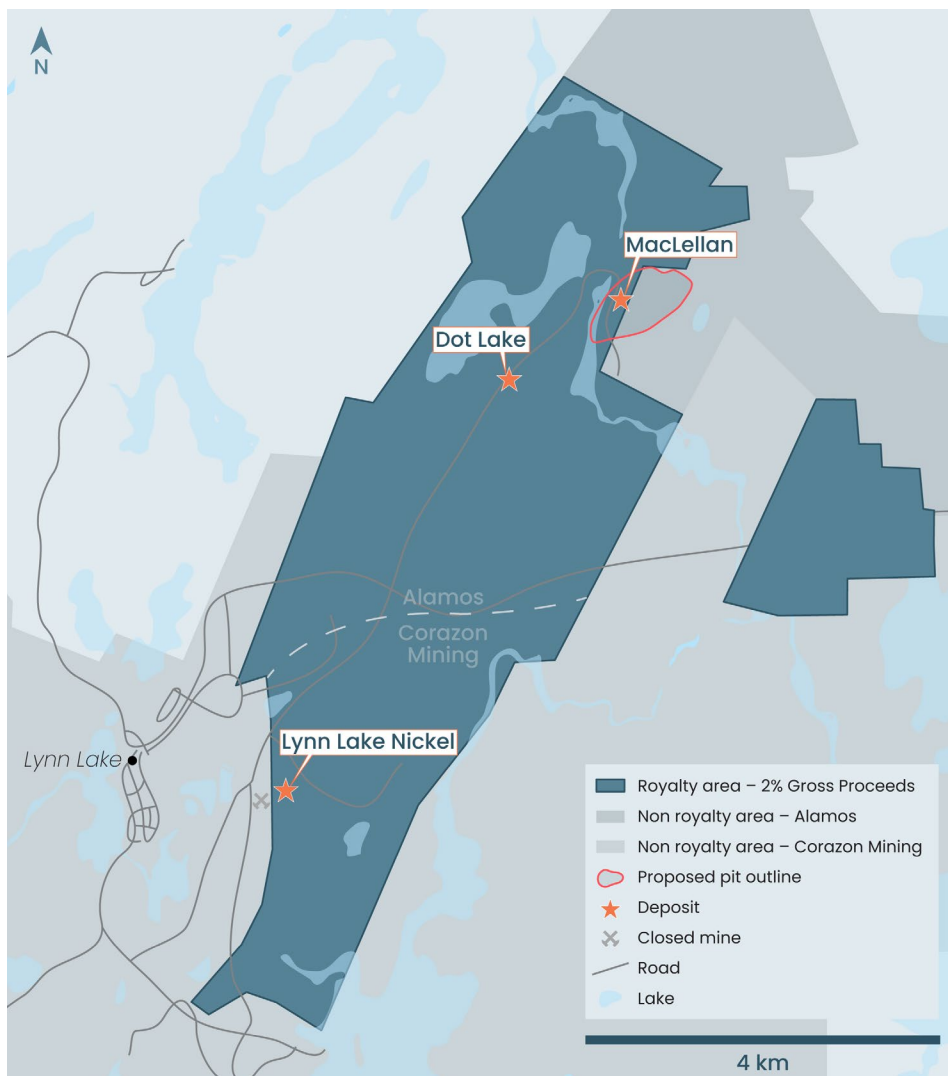 N
MacLellan
Dot Lake
Alamos
Corazon
Mining
Lynn Lake Nickel
Lynn Lake
Royalty area – 2% Gross Proceeds
Non royalty area – Alamos
Non royalty area – Corazon Mining
Proposed pit outline
Deposit
Closed mine
Road
Lake
4 km